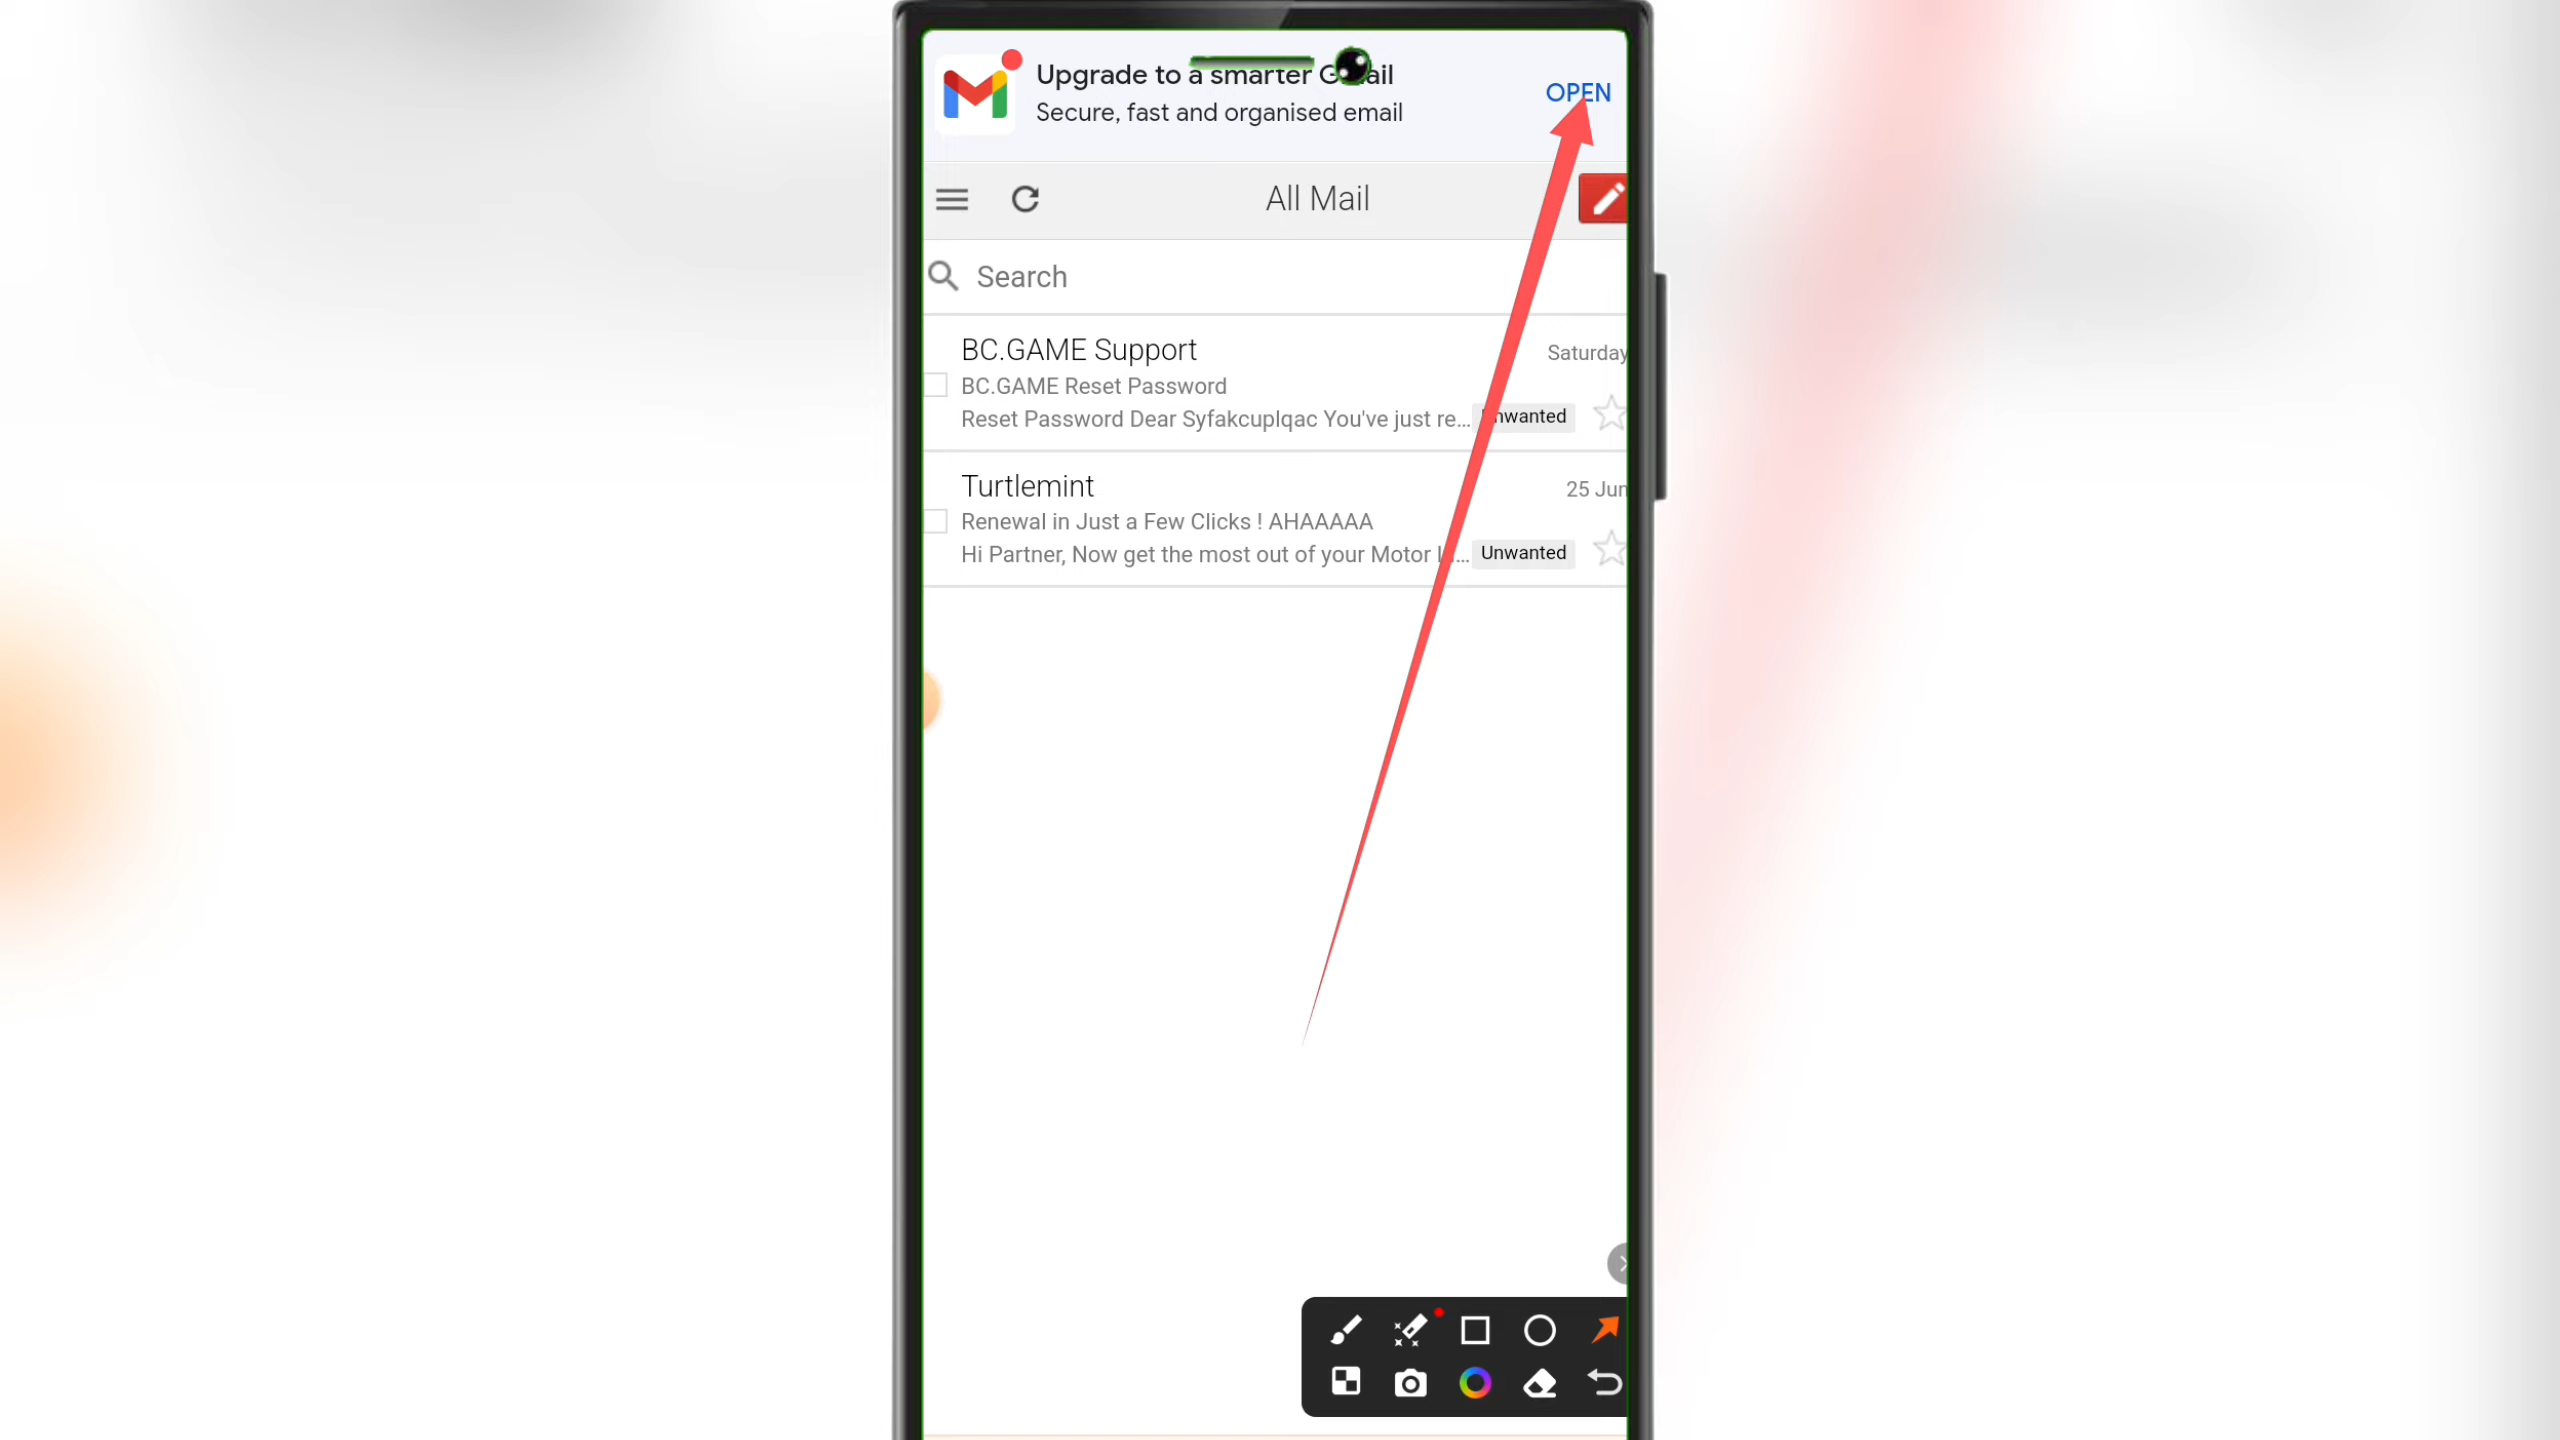 Upgrade to a smarter Gmail
Secure, fast and organised email
OPEN
All Mail
Search
BC.GAME Support
Saturday
BC.GAME Reset Password
Reset Password Dear Syfakcuplqac You've just re...
Unwanted
Turtlemint
25 Jun
Renewal in Just a Few Clicks ! AHAAAAA
Hi Partner, Now get the most out of your Motor
Unwanted